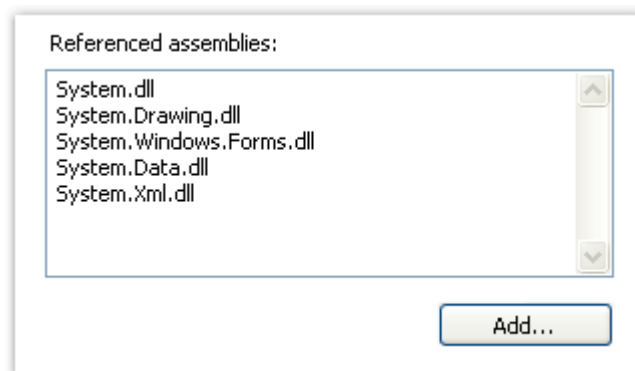 Referenced assemblies:
System.dll
System.Drawing.dll
System.Windows.Forms.dll
System.Data.dll
System.Xml.dll
Add...